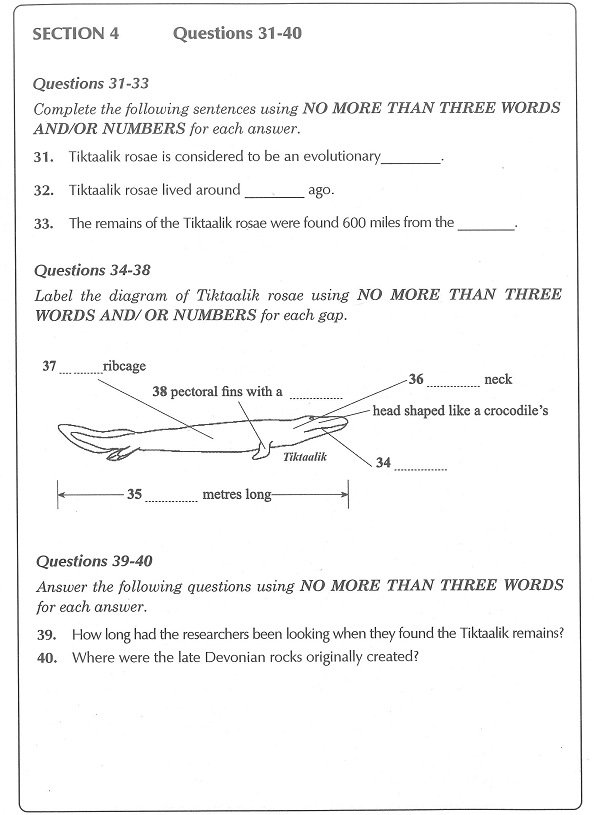 SECTION 4 Questions 31-40
Questions 31-33
Complete the following sentences using NO MORE THAN THREE WORDS
AND/OR NUMBERS for each answer.
31. Tiktaalik rosae is considered to be an evolutionary________.
32. Tiktaalik rosae lived around ________ ago.
33. The remains of the Tiktaalik rosae were found 600 miles from the ________.
Questions 34-38
Label the diagram of Tiktaalik rosae using NO MORE THAN THREE
WORDS AND/ OR NUMBERS for each gap.
37 ............ribcage
36 ............ neck
38 pectoral fins with a ............
head shaped like a crocodile's
Tiktaalik
34 ............
35 ............ metres long
Questions 39-40
Answer the following questions using NO MORE THAN THREE WORDS
for each answer.
39. How long had the researchers been looking when they found the Tiktaalik remains?
40. Where were the late Devonian rocks originally created?